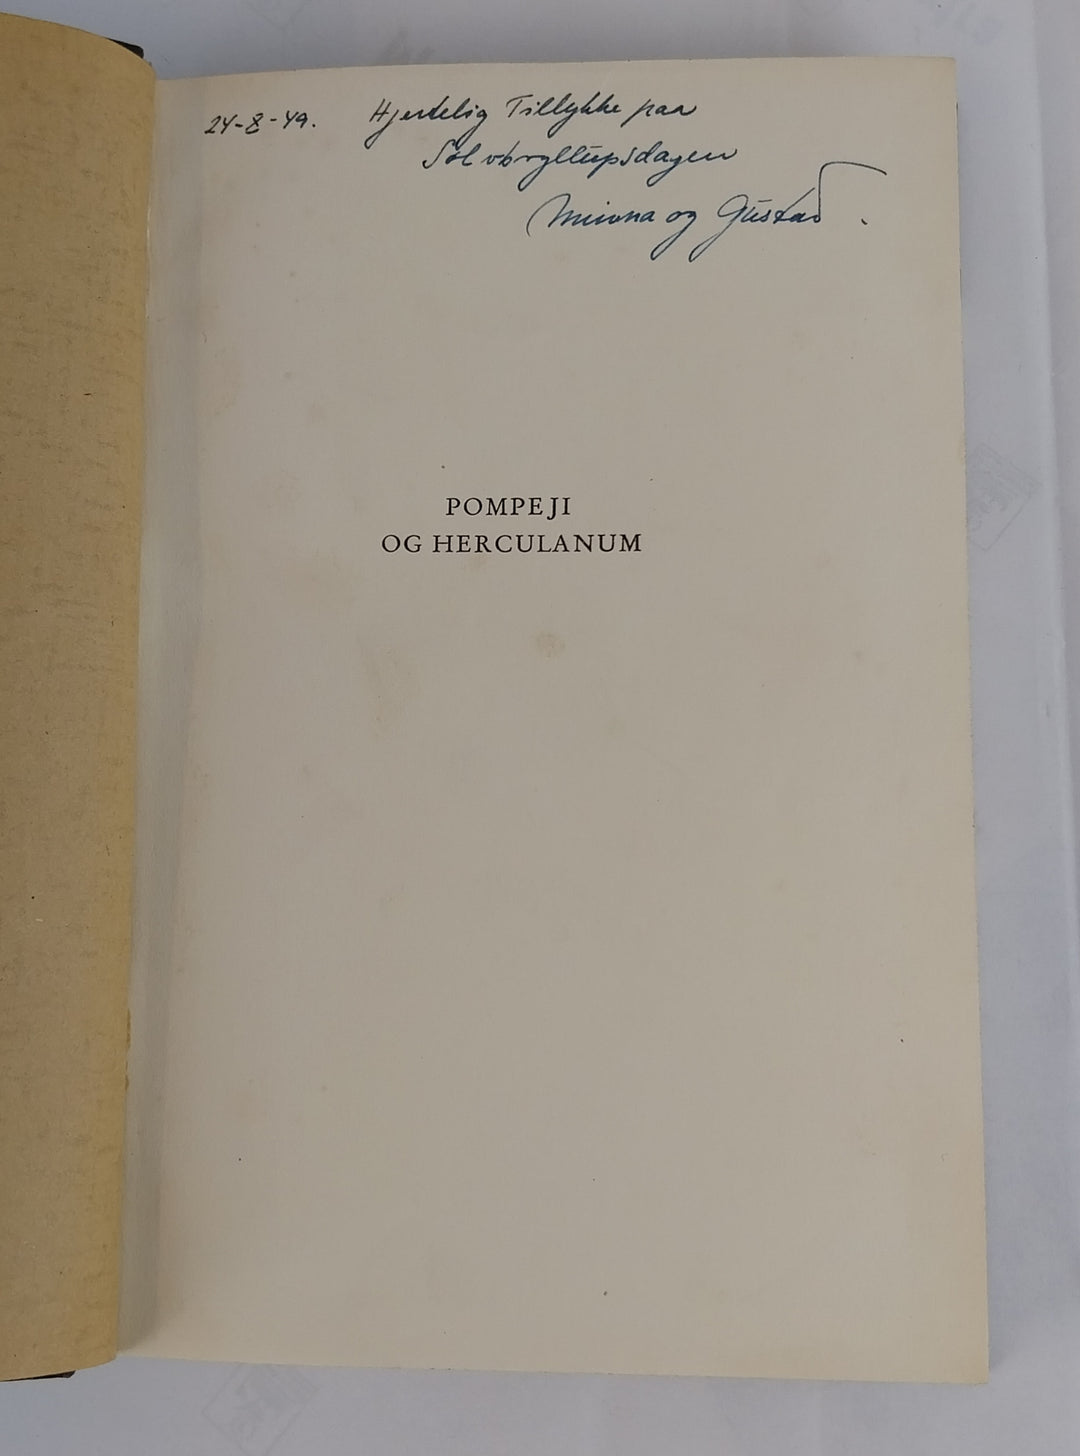 24-8-49. Hjertelig Tillykke paa
Sølvbryllupsdagen
Minna og Gustav.
POMPEJI
OG HERCULANUM